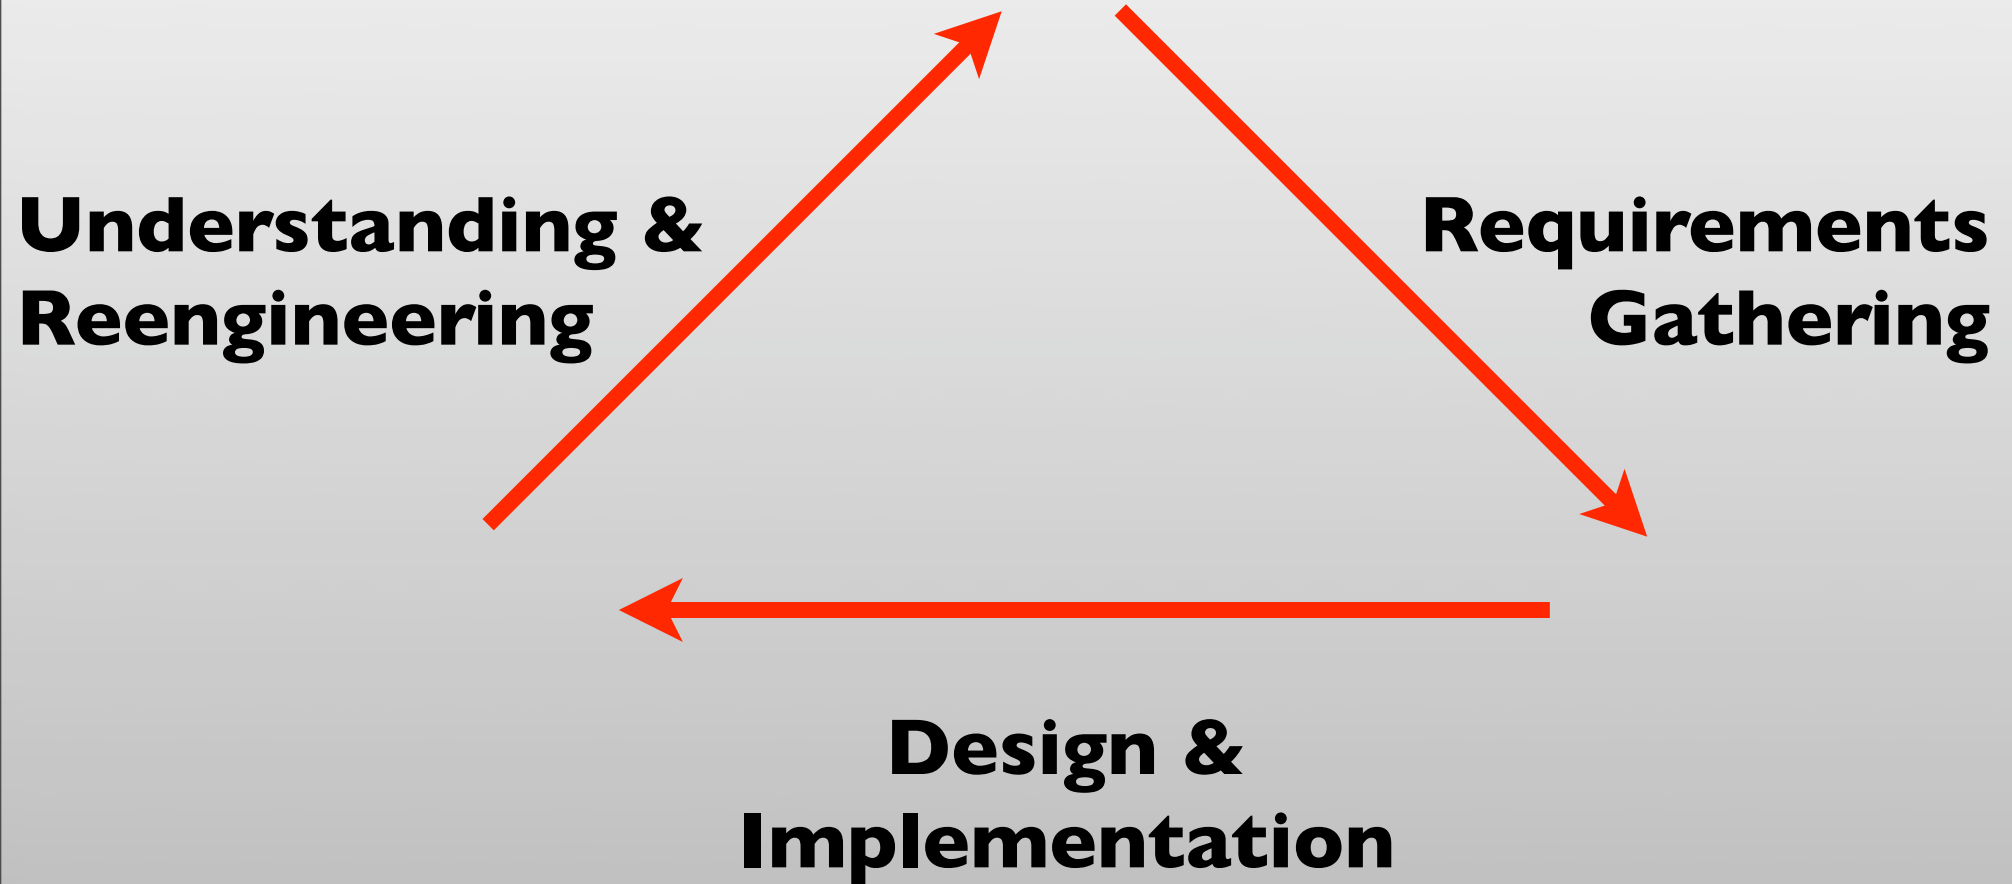 Understanding &
Reengineering
Requirements
Gathering
Design &
Implementation